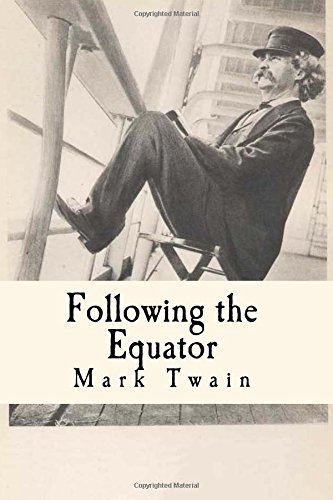 Copyrighted Material
Following the
Equator
Mark Twain
Copyrighted Material